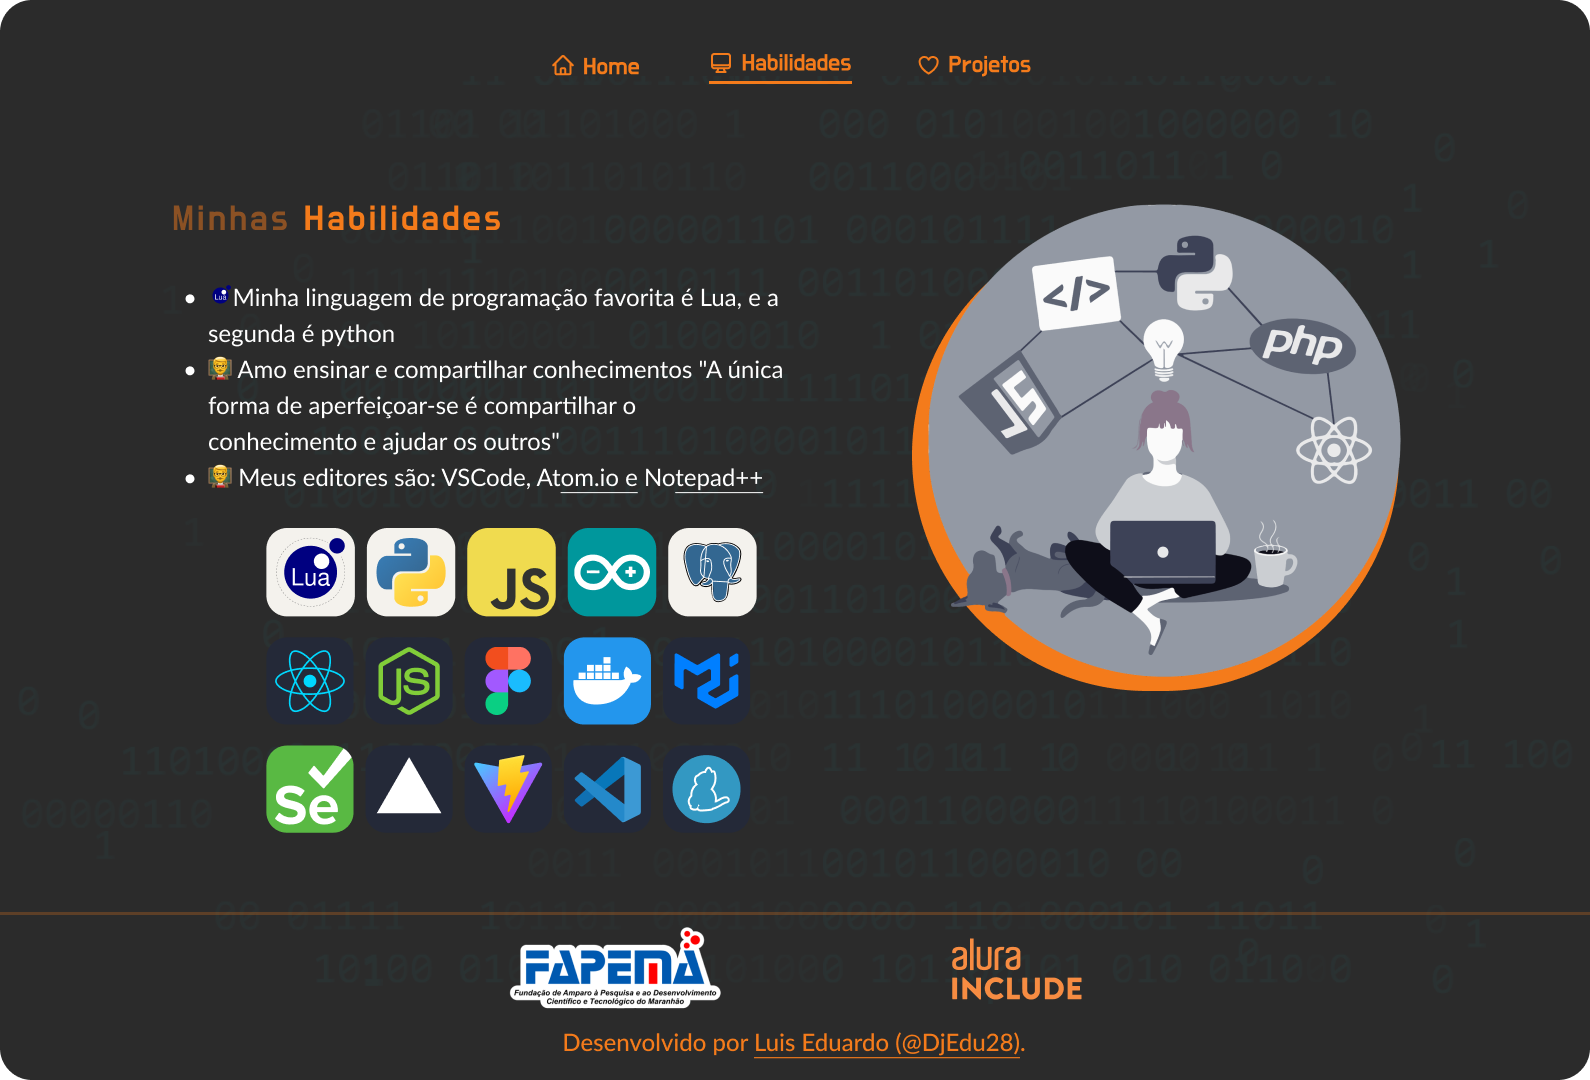 Home
Habilidades
Projetos
Minhas Habilidades
Minha linguagem de programação favorita é Lua, e a
segunda é python
Amo ensinar e compartilhar conhecimentos "A única
forma de aperfeiçoar-se é compartilhar o
conhecimento e ajudar os outros"
Meus editores são: VSCode, Atom.io e Notepad++
</>
php
JS
Lua
JS
JS
Se
FAPEMA
Fundação de Amparo à Pesquisa e ao Desenvolvimento
Científico e Tecnológico do Maranhão
alura
INCLUDE
Desenvolvido por Luis Eduardo (@DjEdu28).